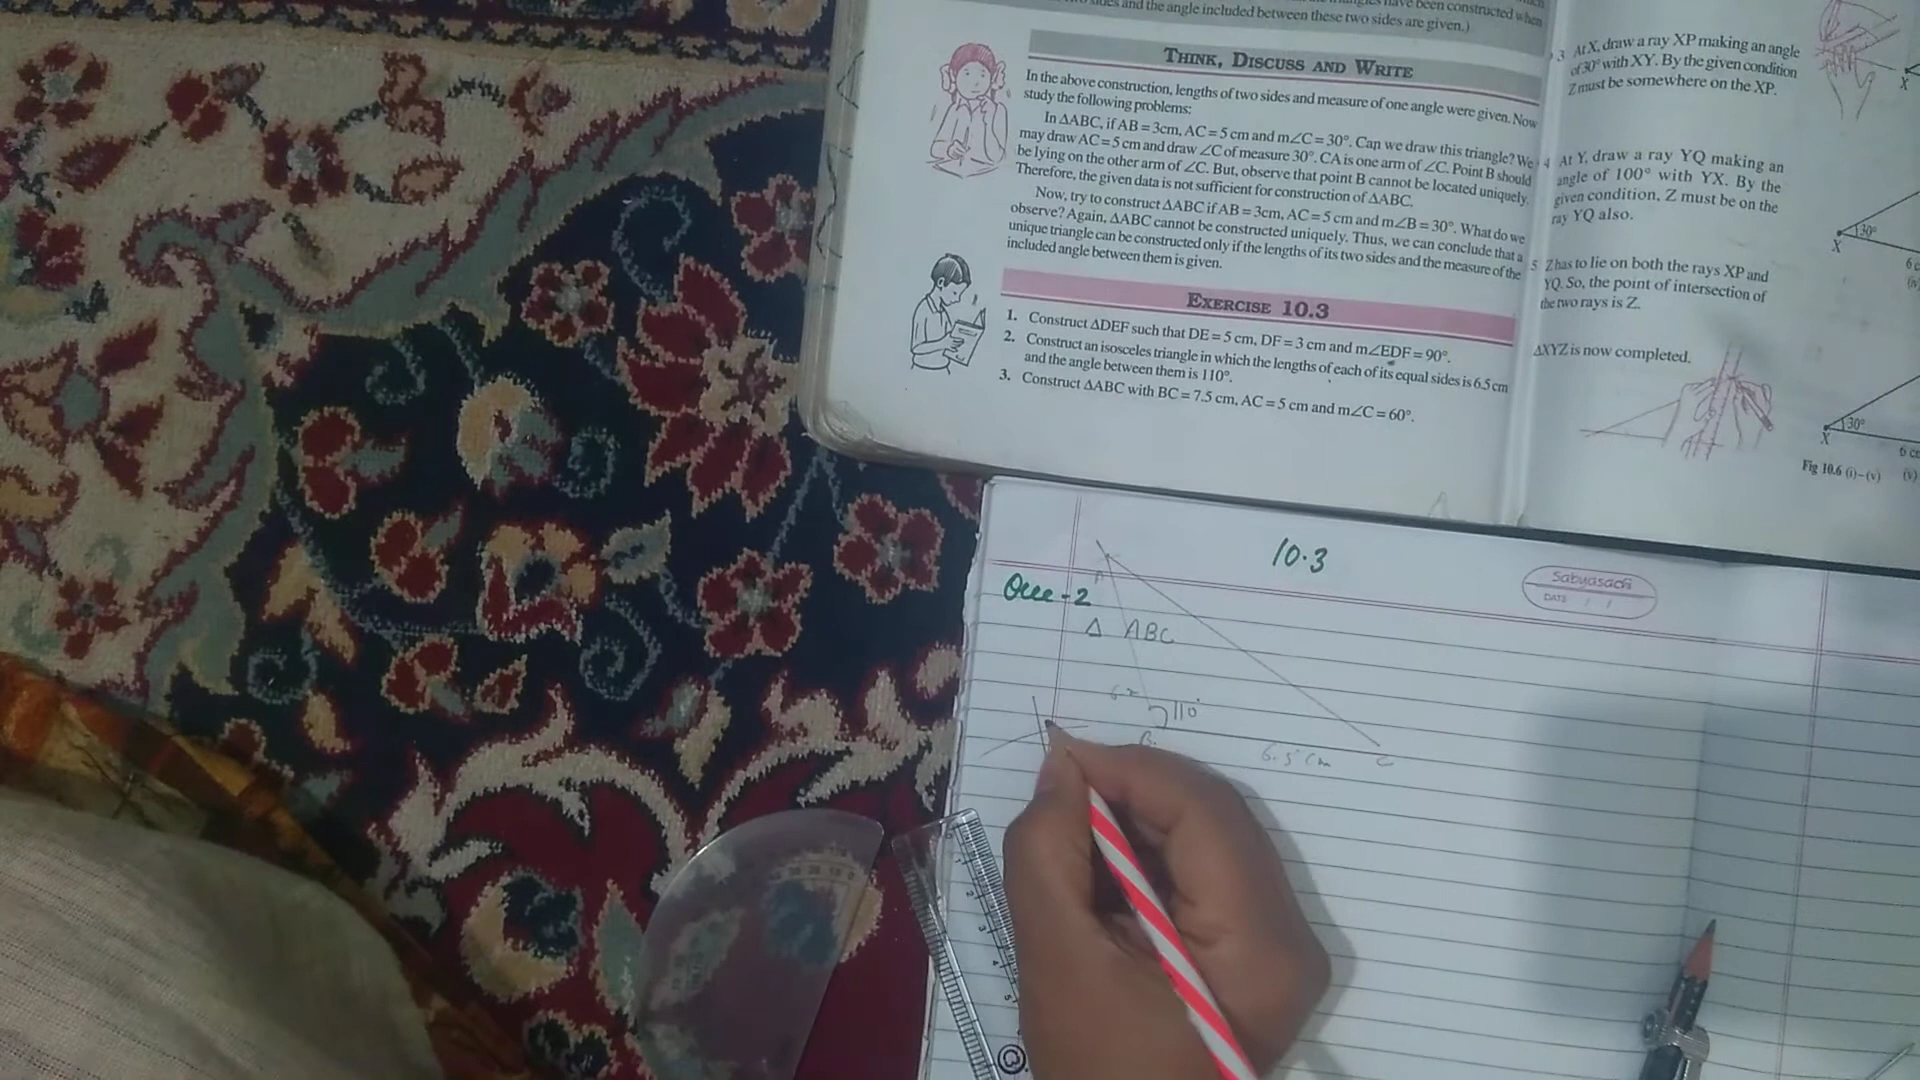 and the angle included between these two sides are given.)
THINK, DISCUSS AND WRITE
In the above construction, lengths of two sides and measure of one angle were given. Now
study the following problems:
In ΔABC, if AB = 3cm, AC = 5 cm and m∠C = 30°. Can we draw this triangle? We
may draw AC = 5 cm and draw ∠C of measure 30°. CA is one arm of ∠C. Point B should
be lying on the other arm of ∠C. But, observe that point B cannot be located uniquely.
Therefore, the given data is not sufficient for construction of ΔABC.
Now, try to construct ΔABC if AB = 3cm, AC = 5 cm and m∠B = 30°. What do we
observe? Again, ΔABC cannot be constructed uniquely. Thus, we can conclude that a
unique triangle can be constructed only if the lengths of its two sides and the measure of the
included angle between them is given.
EXERCISE 10.3
1. Construct ΔDEF such that DE = 5 cm, DF = 3 cm and m∠EDF = 90°.
2. Construct an isosceles triangle in which the lengths of each of its equal sides is 6.5 cm
and the angle between them is 110°.
3. Construct ΔABC with BC = 7.5 cm, AC = 5 cm and m∠C = 60°.
3 At X, draw a ray XP making an angle
of 30° with XY. By the given condition
Z must be somewhere on the XP.
X
4 At Y, draw a ray YQ making an
angle of 100° with YX. By the
given condition, Z must be on the
ray YQ also.
30°
X
5 Z has to lie on both the rays XP and
YQ. So, the point of intersection of
the two rays is Z.
ΔXYZ is now completed.
30°
X
Fig 10.6 (i)–(v)
(v)
10.3
Sabyasachi
DATE / /
Que-2
A
Δ ABC
110°
B
6.5 cm
C